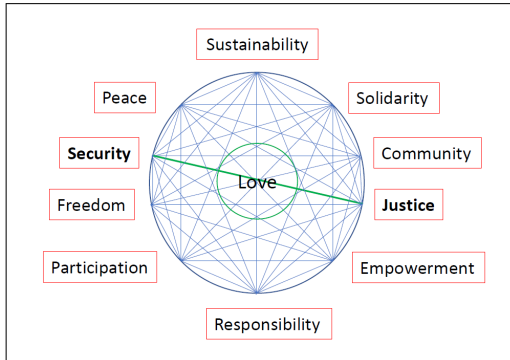 Sustainability
Peace
Solidarity
Security
Community
Love
Freedom
Justice
Participation
Empowerment
Responsibility